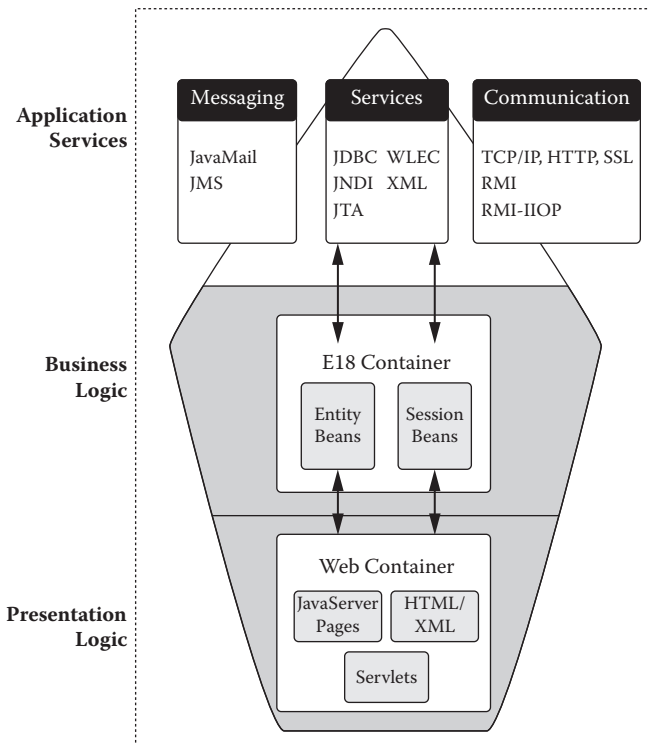 Application
Services
Messaging
JavaMail
JMS
Services
JDBC WLEC
JNDI XML
JTA
Communication
TCP/IP, HTTP, SSL
RMI
RMI-IIOP
Business
Logic
E18 Container
Entity
Beans
Session
Beans
Presentation
Logic
Web Container
JavaServer
Pages
HTML/
XML
Servlets